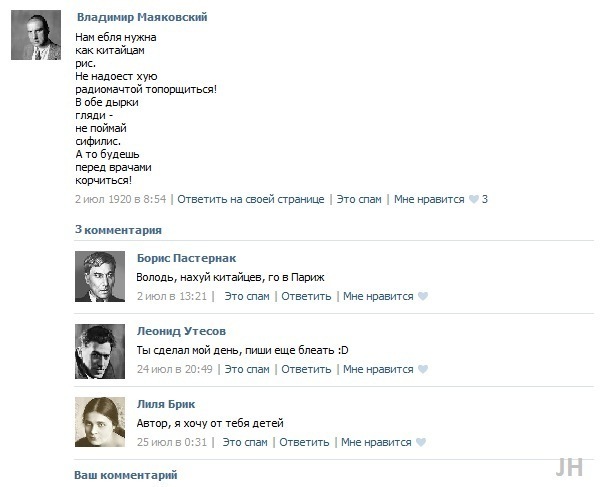 Владимир Маяковский
Нам ебля нужна
как китайцам
рис.
Не надоест хую
радиомачтой топорщиться!
В обе дырки
гляди -
не поймай
сифилис.
А то будешь
перед врачами
корчиться!
2 июл 1920 в 8:54 | Ответить на своей странице | Это спам | Мне нравится 3
3 комментария
Борис Пастернак
Володь, нахуй китайцев, го в Париж
2 июл в 13:21 | Это спам | Ответить | Мне нравится
Леонид Утесов
Ты сделал мой день, пиши еще блеать :D
24 июл в 20:49 | Это спам | Ответить | Мне нравится
Лиля Брик
Автор, я хочу от тебя детей
25 июл в 0:31 | Это спам | Ответить | Мне нравится
Ваш комментарий
JH